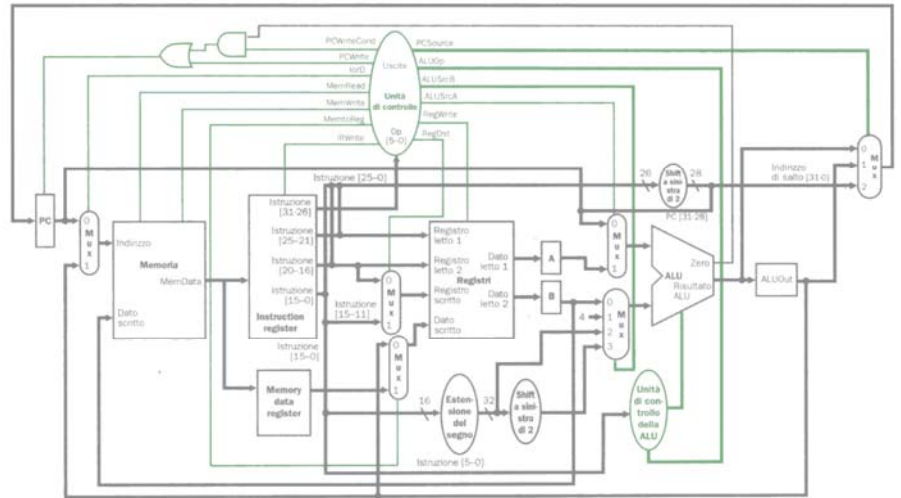 PCWriteCond
PCWrite
IorD
MemRead
MemWrite
MemtoReg
IRWrite
Uscite
Unità
di controllo
Op
[5–0]
PCSource
ALUOp
ALUSrcB
ALUSrcA
RegWrite
RegDst
Istruzione [25–0]
26
Shift
a sinistra
di 2
28
Indirizzo
di salto [31-0]
PC [31-28]
0
1
2
M
u
x
PC
0
M
u
x
1
Indirizzo
Memoria
MemData
Dato
scritto
Istruzione
[31-26]
Istruzione
[25–21]
Istruzione
[20–16]
Istruzione
[15–0]
Instruction
register
Istruzione
[15–0]
Memory
data
register
Istruzione
[15–11]
0
M
u
x
1
0
M
u
x
1
Registro
letto 1
Registro
letto 2
Registri
Registro
scritto
Dato
scritto
Dato
letto 1
Dato
letto 2
A
B
4
0
M
u
x
1
0
1
2
3
M
u
x
ALU
Zero
Risultato
ALU
ALUOut
16
Esten-
sione
del
segno
32
Shift
a sini-
stra
di 2
Unità
di con-
trollo
della
ALU
Istruzione [5–0]